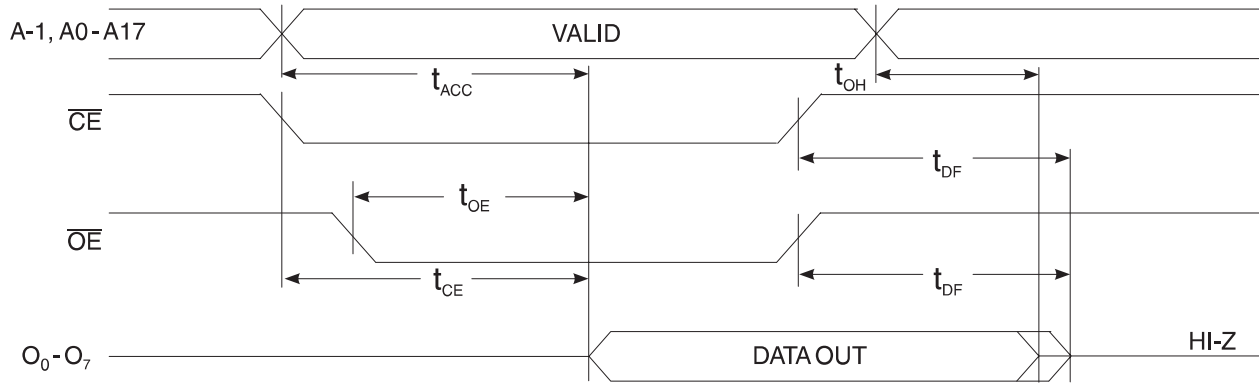 A-1, A0-A17
VALID
tACC
tOH
CE
tDF
tOE
OE
tCE
tDF
O0-O7
DATA OUT
HI-Z